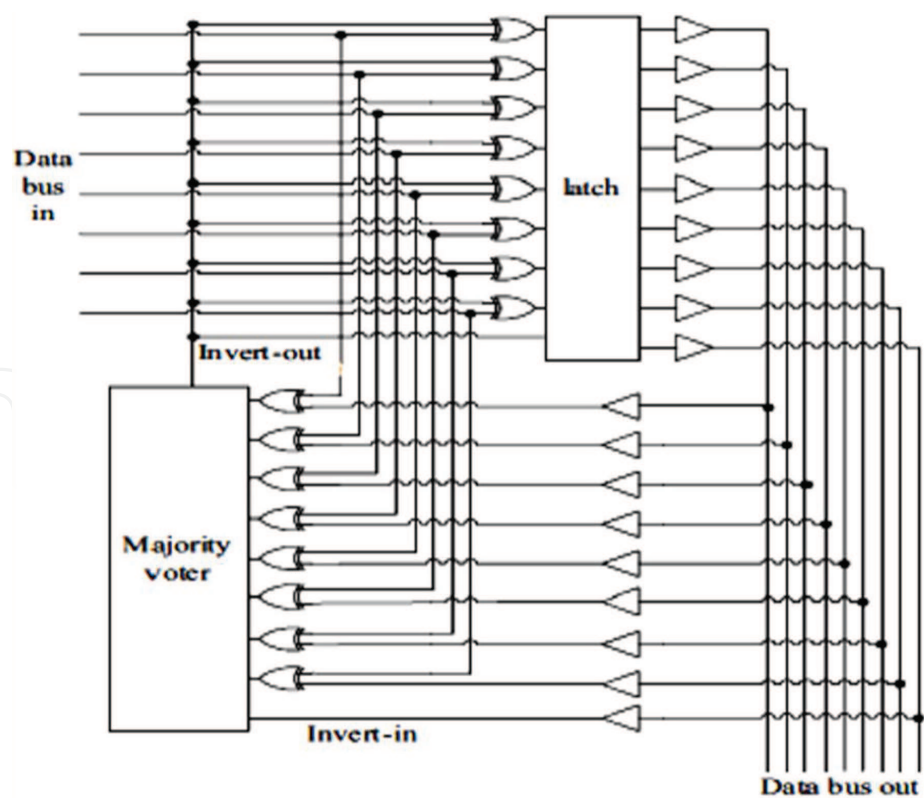 Data
bus
in
latch
Invert-out
Majority
voter
Invert-in
Data bus out